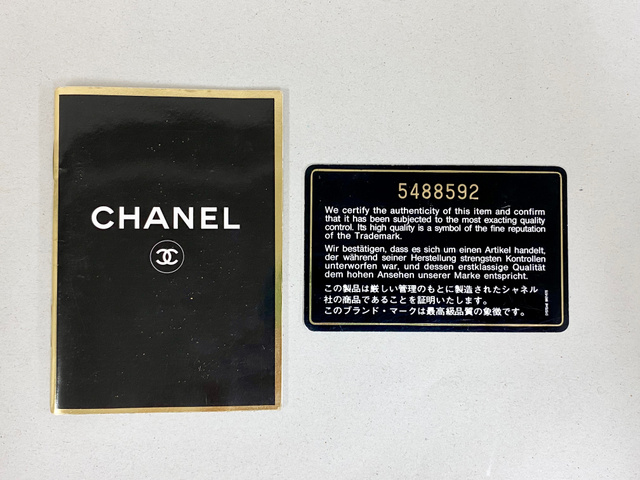 CHANEL
5488592
We certify the authenticity of this item and confirm
that it has been subjected to the most exacting quality
control. Its high quality is a symbol of the fine reputation
of the Trademark.
Wir bestätigen, dass es sich um einen Artikel handelt,
der während seiner Herstellung strengsten Kontrollen
unterworfen war, und dessen erstklassige Qualität
dem hohen Ansehen unserer Marke entspricht.
この製品は厳しい管理のもとに製造されたシャネル
社の商品であることを証明いたします。
このブランド・マークは最高級品質の象徴です。